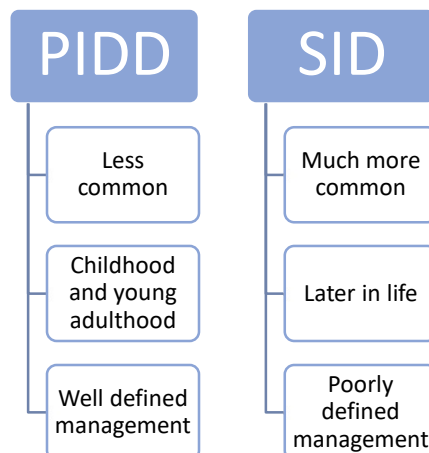 PIDD
Less
common
Childhood
and young
adulthood
Well defined
management
SID
Much more
common
Later in life
Poorly
defined
management